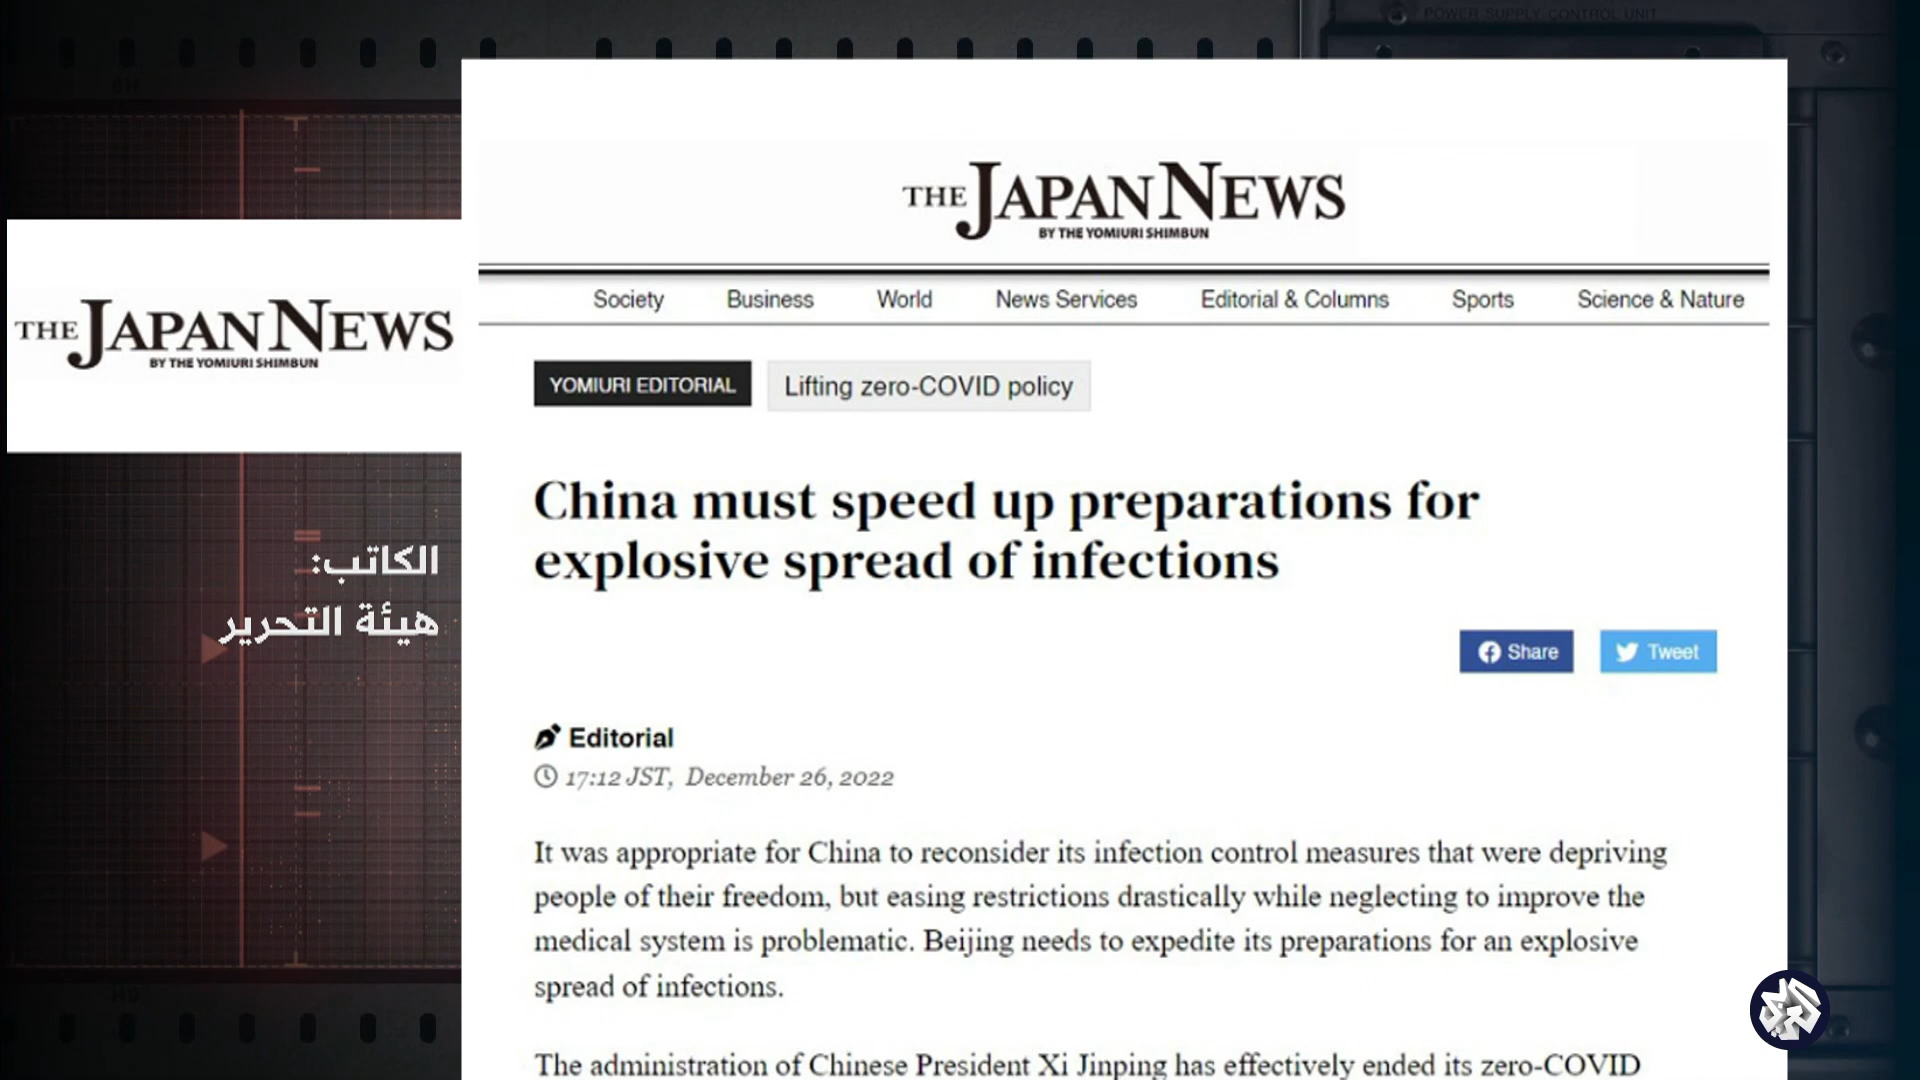 POWER SUPPLY CONTROL UNIT
THE JAPAN NEWS
BY THE YOMIURI SHIMBUN
Society Business World News Services Editorial & Columns Sports Science & Nature
THE JAPAN NEWS
BY THE YOMIURI SHIMBUN
YOMIURI EDITORIAL Lifting zero-COVID policy
China must speed up preparations for
explosive spread of infections
الكاتب:
هيئة التحرير
Share Tweet
Editorial
17:12 JST, December 26, 2022
It was appropriate for China to reconsider its infection control measures that were depriving
people of their freedom, but easing restrictions drastically while neglecting to improve the
medical system is problematic. Beijing needs to expedite its preparations for an explosive
spread of infections.
The administration of Chinese President Xi Jinping has effectively ended its zero-COVID